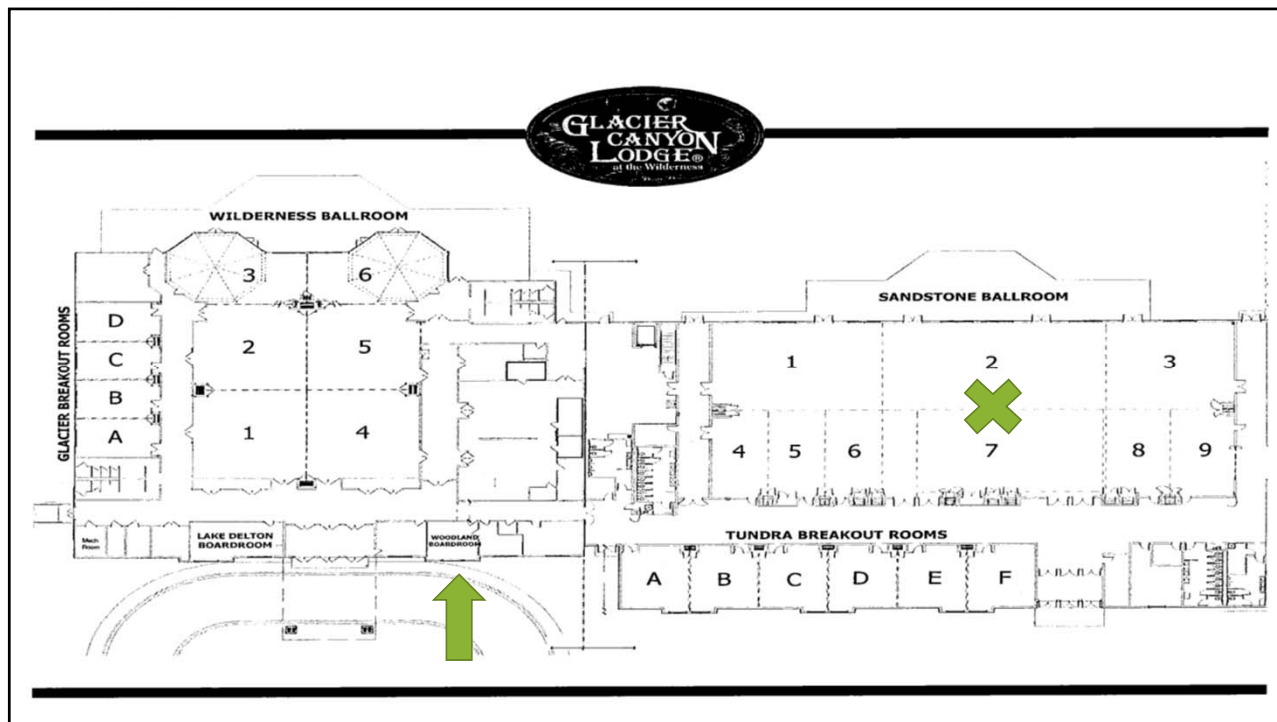 GLACIER
CANYON
LODGE®
at the Wilderness
WILDERNESS BALLROOM
3
6
SANDSTONE BALLROOM
GLACIER BREAKOUT ROOMS
D
C
B
A
2
5
1
4
1
2
3
4
5
6
7
8
9
Mech
Room
LAKE DELTON
BOARDROOM
WOODLAND
BOARDROOM
TUNDRA BREAKOUT ROOMS
A
B
C
D
E
F